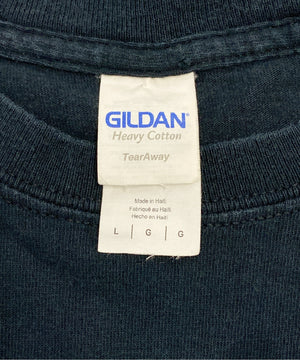 GILDAN
Heavy Cotton
TearAway
Made in Haiti
Fabriqué au Haïti
Hecho en Haití
L | G | G